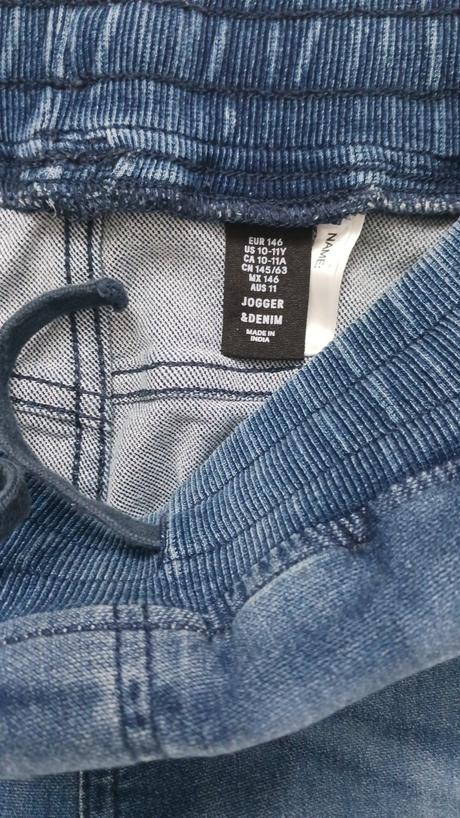 EUR 146
US 10-11Y
CA 10-11A
CN 145/63
MX 146
AUS 11
JOGGER
&DENIM
MADE IN
INDIA
NAME: